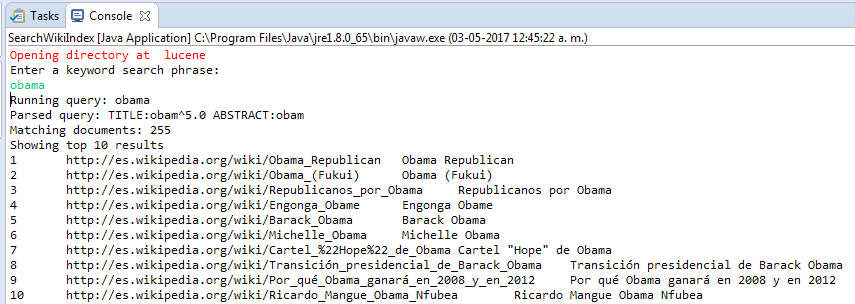 Tasks Console
SearchWikiIndex [Java Application] C:\Program Files\Java\jre1.8.0_65\bin\javaw.exe (03-05-2017 12:45:22 a. m.)
Opening directory at  lucene
Enter a keyword search phrase:
obama
Running query: obama
Parsed query: TITLE:obam^5.0 ABSTRACT:obam
Matching documents: 255
Showing top 10 results
1 http://es.wikipedia.org/wiki/Obama_Republican Obama Republican
2 http://es.wikipedia.org/wiki/Obama_(Fukui) Obama (Fukui)
3 http://es.wikipedia.org/wiki/Republicanos_por_Obama Republicanos por Obama
4 http://es.wikipedia.org/wiki/Engonga_Obame Engonga Obame
5 http://es.wikipedia.org/wiki/Barack_Obama Barack Obama
6 http://es.wikipedia.org/wiki/Michelle_Obama Michelle Obama
7 http://es.wikipedia.org/wiki/Cartel_%22Hope%22_de_Obama Cartel "Hope" de Obama
8 http://es.wikipedia.org/wiki/Transición_presidencial_de_Barack_Obama Transición presidencial de Barack Obama
9 http://es.wikipedia.org/wiki/Por_qué_Obama_ganará_en_2008_y_en_2012 Por qué Obama ganará en 2008 y en 2012
10 http://es.wikipedia.org/wiki/Ricardo_Mangue_Obama_Nfubea Ricardo Mangue Obama Nfubea